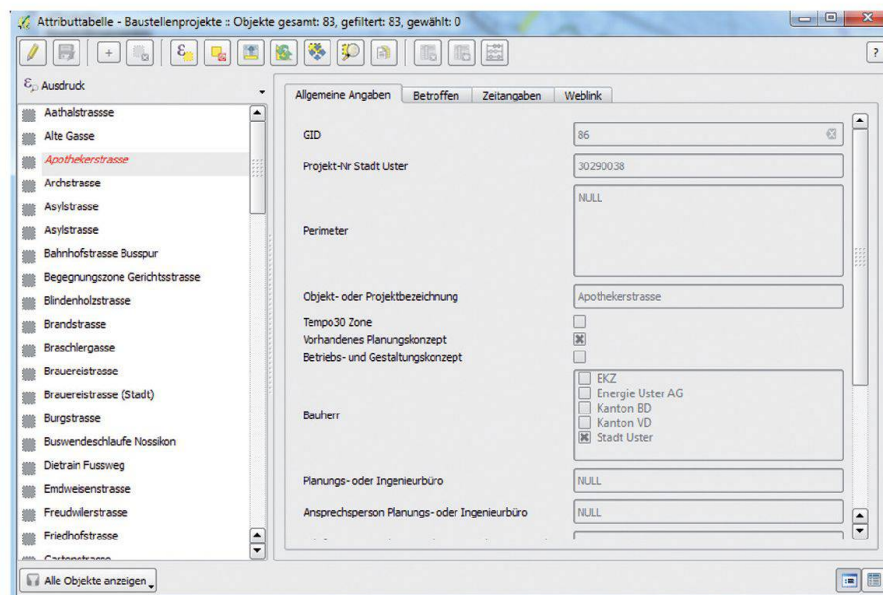 Attributtabelle - Baustellenprojekte :: Objekte gesamt: 83, gefiltert: 83, gewählt: 0
?
Ausdruck
Aathalstrassse
Alte Gasse
Apothekerstrasse
Archstrasse
Asylstrasse
Asylstrasse
Bahnhofstrasse Busspur
Begegnungszone Gerichtsstrasse
Blindenholzstrasse
Brandstrasse
Braschlergasse
Brauereistrasse
Brauereistrasse (Stadt)
Burgstrasse
Buswendeschlaufe Nossikon
Dietrain Fussweg
Emdweisenstrasse
Freudwilerstrasse
Friedhofstrasse
Gartenstrasse
Alle Objekte anzeigen
Allgemeine Angaben Betroffen Zeitangaben Weblink
GID 86
Projekt-Nr Stadt Uster 30290038
Perimeter NULL
Objekt- oder Projektbezeichnung Apothekerstrasse
Tempo30 Zone
Vorhandenes Planungskonzept
Betriebs- und Gestaltungskonzept
Bauherr
EKZ
Energie Uster AG
Kanton BD
Kanton VD
Stadt Uster
Planungs- oder Ingenieurbüro NULL
Ansprechsperson Planungs- oder Ingenieurbüro NULL